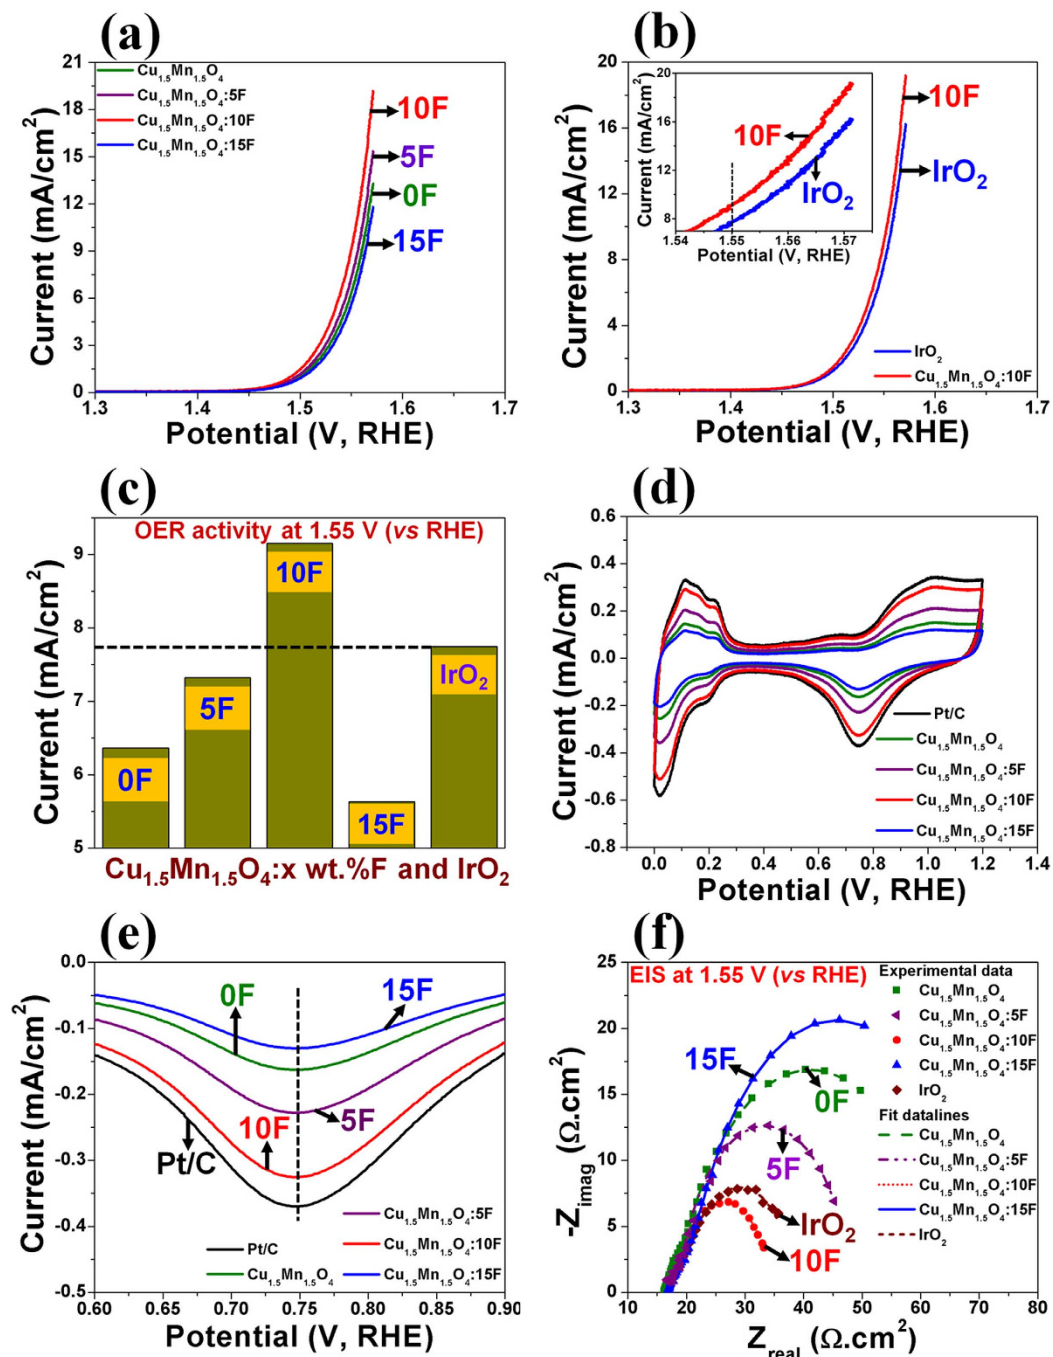 (a)
Cu1.5Mn1.5O4
Cu1.5Mn1.5O4:5F
Cu1.5Mn1.5O4:10F
Cu1.5Mn1.5O4:15F
10F
5F
0F
15F
21
18
15
12
9
6
3
0
1.3 1.4 1.5 1.6 1.7
Current (mA/cm²)
Potential (V, RHE)
(b)
20
16
12
8
4
0
1.3 1.4 1.5 1.6 1.7
Current (mA/cm²)
Potential (V, RHE)
10F
IrO2
IrO2
Cu1.5Mn1.5O4:10F
20
16
12
8
1.54 1.55 1.56 1.57
Current (mA/cm²)
Potential (V, RHE)
10F
IrO2
(c)
OER activity at 1.55 V (vs RHE)
9
8
7
6
5
Current (mA/cm²)
0F
5F
10F
15F
IrO2
Cu1.5Mn1.5O4:x wt.%F and IrO2
(d)
0.6
0.4
0.2
0.0
-0.2
-0.4
-0.6
-0.8
0.0 0.2 0.4 0.6 0.8 1.0 1.2 1.4
Current (mA/cm²)
Potential (V, RHE)
Pt/C
Cu1.5Mn1.5O4
Cu1.5Mn1.5O4:5F
Cu1.5Mn1.5O4:10F
Cu1.5Mn1.5O4:15F
(e)
0.0
-0.1
-0.2
-0.3
-0.4
-0.5
0.60 0.65 0.70 0.75 0.80 0.85 0.90
Current (mA/cm²)
Potential (V, RHE)
0F
15F
5F
10F
Pt/C
Pt/C
Cu1.5Mn1.5O4
Cu1.5Mn1.5O4:5F
Cu1.5Mn1.5O4:10F
Cu1.5Mn1.5O4:15F
(f)
EIS at 1.55 V (vs RHE)
25
20
15
10
5
0
10 20 30 40 50 60 70 80
-Zimag (Ω.cm²)
Zreal (Ω.cm²)
15F
0F
5F
IrO2
10F
Experimental data
Cu1.5Mn1.5O4
Cu1.5Mn1.5O4:5F
Cu1.5Mn1.5O4:10F
Cu1.5Mn1.5O4:15F
IrO2
Fit datalines
Cu1.5Mn1.5O4
Cu1.5Mn1.5O4:5F
Cu1.5Mn1.5O4:10F
Cu1.5Mn1.5O4:15F
IrO2